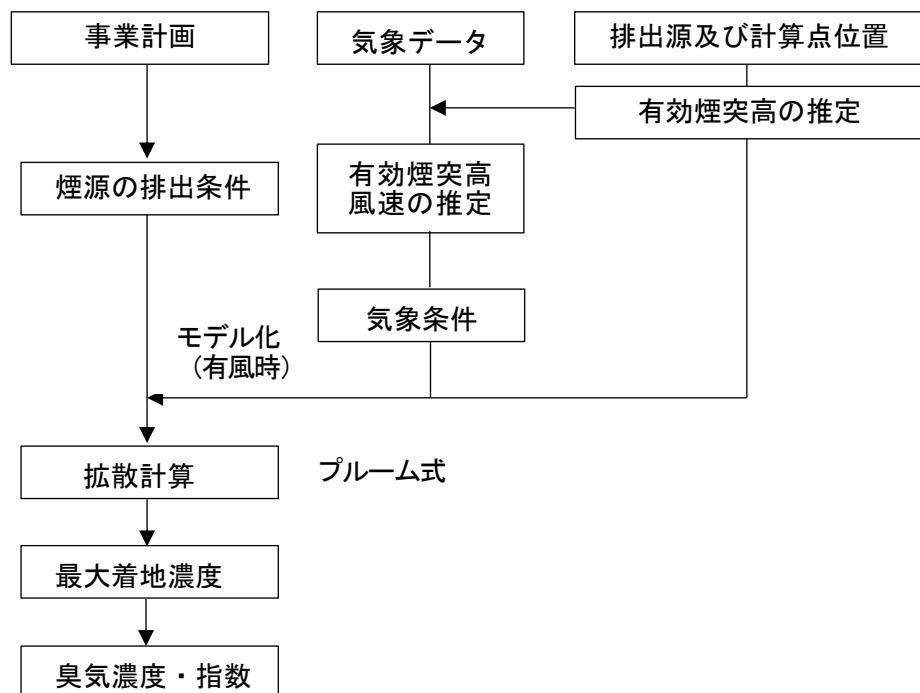 事業計画
気象データ
排出源及び計算点位置
有効煙突高の推定
煙源の排出条件
有効煙突高
風速の推定
気象条件
モデル化
(有風時)
拡散計算
プルーム式
最大着地濃度
臭気濃度・指数